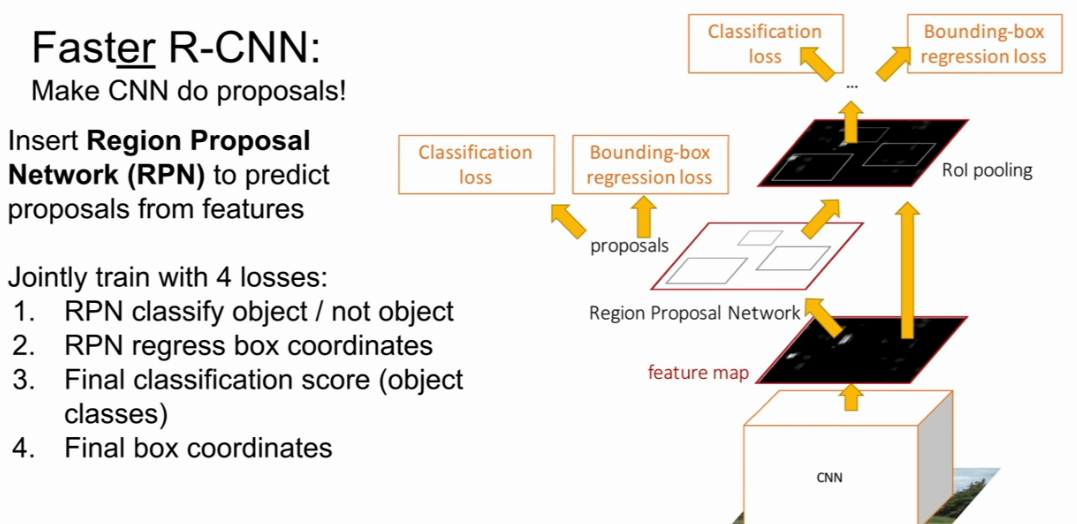 Faster R-CNN:
Make CNN do proposals!
Insert Region Proposal
Network (RPN) to predict
proposals from features
Jointly train with 4 losses:
1. RPN classify object / not object
2. RPN regress box coordinates
3. Final classification score (object
classes)
4. Final box coordinates
Classification
loss
Bounding-box
regression loss
...
Classification
loss
Bounding-box
regression loss
RoI pooling
proposals
Region Proposal Network
feature map
CNN